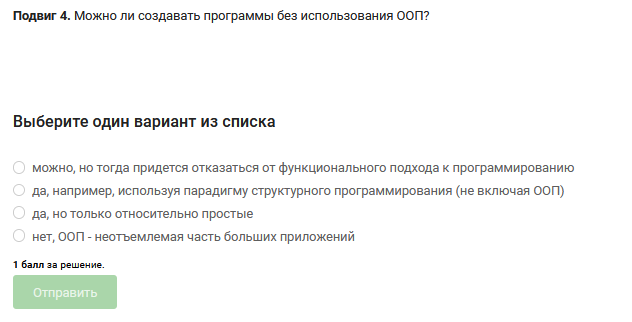 Подвиг 4. Можно ли создавать программы без использования ООП?
Выберите один вариант из списка
можно, но тогда придется отказаться от функционального подхода к программированию
да, например, используя парадигму структурного программирования (не включая ООП)
да, но только относительно простые
нет, ООП - неотъемлемая часть больших приложений
1 балл за решение.
Отправить